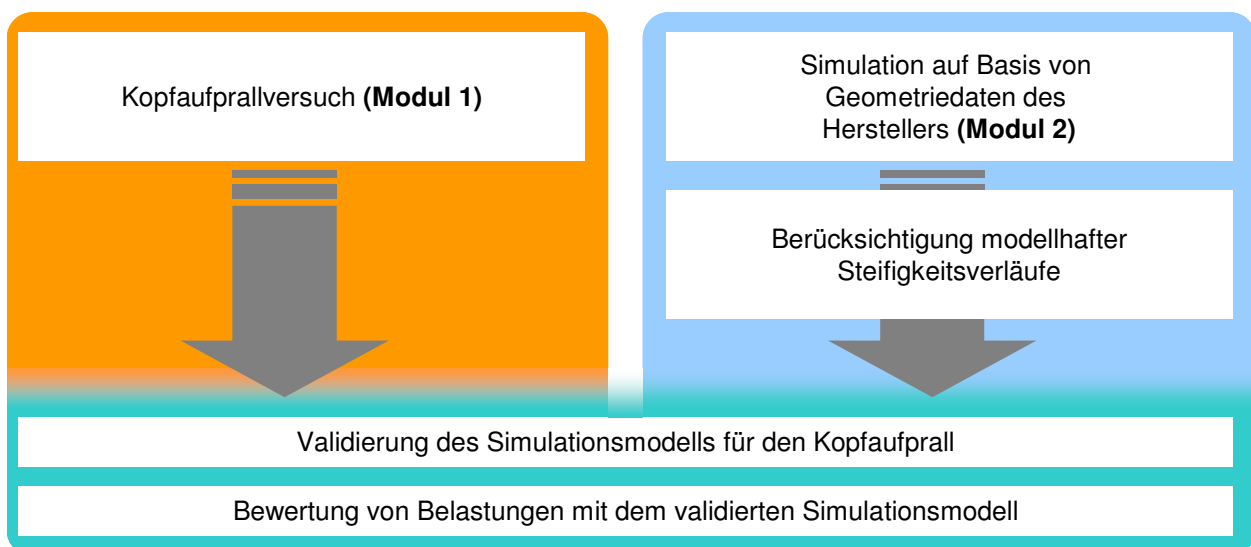 Kopfaufprallversuch (Modul 1)
Simulation auf Basis von
Geometriedaten des
Herstellers (Modul 2)
Berücksichtigung modellhafter
Steifigkeitsverläufe
Validierung des Simulationsmodells für den Kopfaufprall
Bewertung von Belastungen mit dem validierten Simulationsmodell